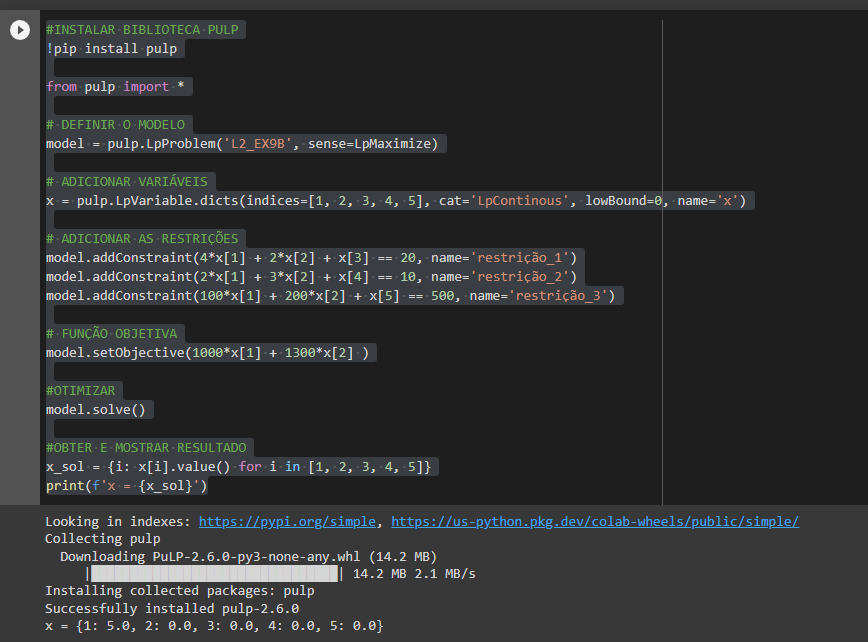 #INSTALAR BIBLIOTECA PULP
!pip install pulp
from pulp import *
# DEFINIR O MODELO
model = pulp.LpProblem('L2_EX9B', sense=LpMaximize)
# ADICIONAR VARIÁVEIS
x = pulp.LpVariable.dicts(indices=[1, 2, 3, 4, 5], cat='LpContinous', lowBound=0, name='x')
# ADICIONAR AS RESTRIÇÕES
model.addConstraint(4*x[1] + 2*x[2] + x[3] == 20, name='restrição_1')
model.addConstraint(2*x[1] + 3*x[2] + x[4] == 10, name='restrição_2')
model.addConstraint(100*x[1] + 200*x[2] + x[5] == 500, name='restrição_3')
# FUNÇÃO OBJETIVA
model.setObjective(1000*x[1] + 1300*x[2] )
#OTIMIZAR
model.solve()
#OBTER E MOSTRAR RESULTADO
x_sol = {i: x[i].value() for i in [1, 2, 3, 4, 5]}
print(f'x = {x_sol}')
Looking in indexes: https://pypi.org/simple, https://us-python.pkg.dev/colab-wheels/public/simple/
Collecting pulp
Downloading PuLP-2.6.0-py3-none-any.whl (14.2 MB)
14.2 MB 2.1 MB/s
Installing collected packages: pulp
Successfully installed pulp-2.6.0
x = {1: 5.0, 2: 0.0, 3: 0.0, 4: 0.0, 5: 0.0}